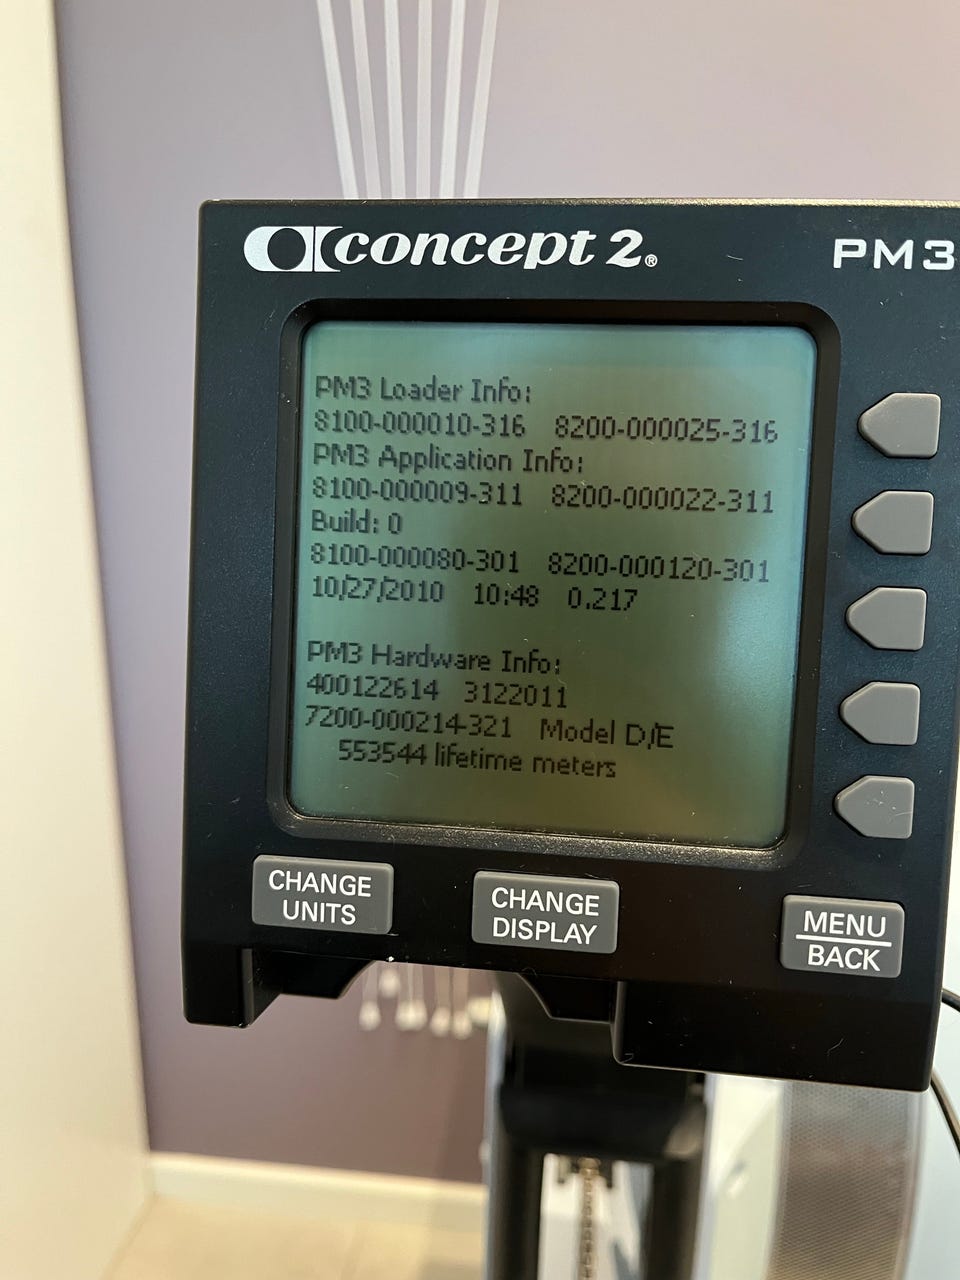 concept 2®
PM3
PM3 Loader Info:
8100-000010-316 8200-000025-316
PM3 Application Info:
8100-000009-311 8200-000022-311
Build: 0
8100-000080-301 8200-000120-301
10/27/2010 10:48 0.217
PM3 Hardware Info:
400122614 3122011
7200-000214-321 Model D/E
553544 lifetime meters
CHANGE
UNITS
CHANGE
DISPLAY
MENU
BACK